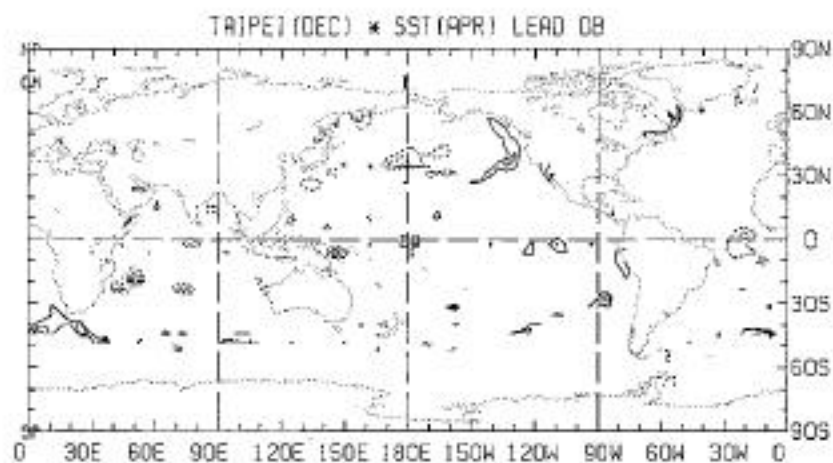 TAIPEI(DEC) * SST(APR) LEAD 08
90N
60N
30N
0
30S
60S
90S
0 30E 60E 90E 120E 150E 180E 150W 120W 90W 60W 30W 0